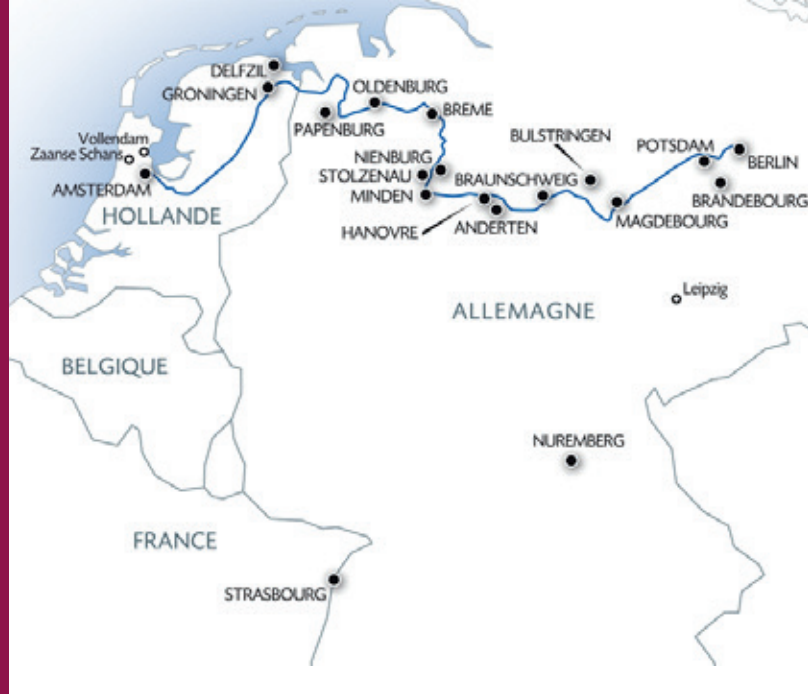 DELFZIL
GRONINGEN
OLDENBURG
PAPENBURG
BREME
Vollendam
Zaanse Schans
AMSTERDAM
HOLLANDE
NIENBURG
STOLZENAU
MINDEN
HANOVRE
ANDERTEN
BRAUNSCHWEIG
BULSTRINGEN
MAGDEBOURG
POTSDAM
BERLIN
BRANDEBOURG
Leipzig
ALLEMAGNE
BELGIQUE
NUREMBERG
FRANCE
STRASBOURG